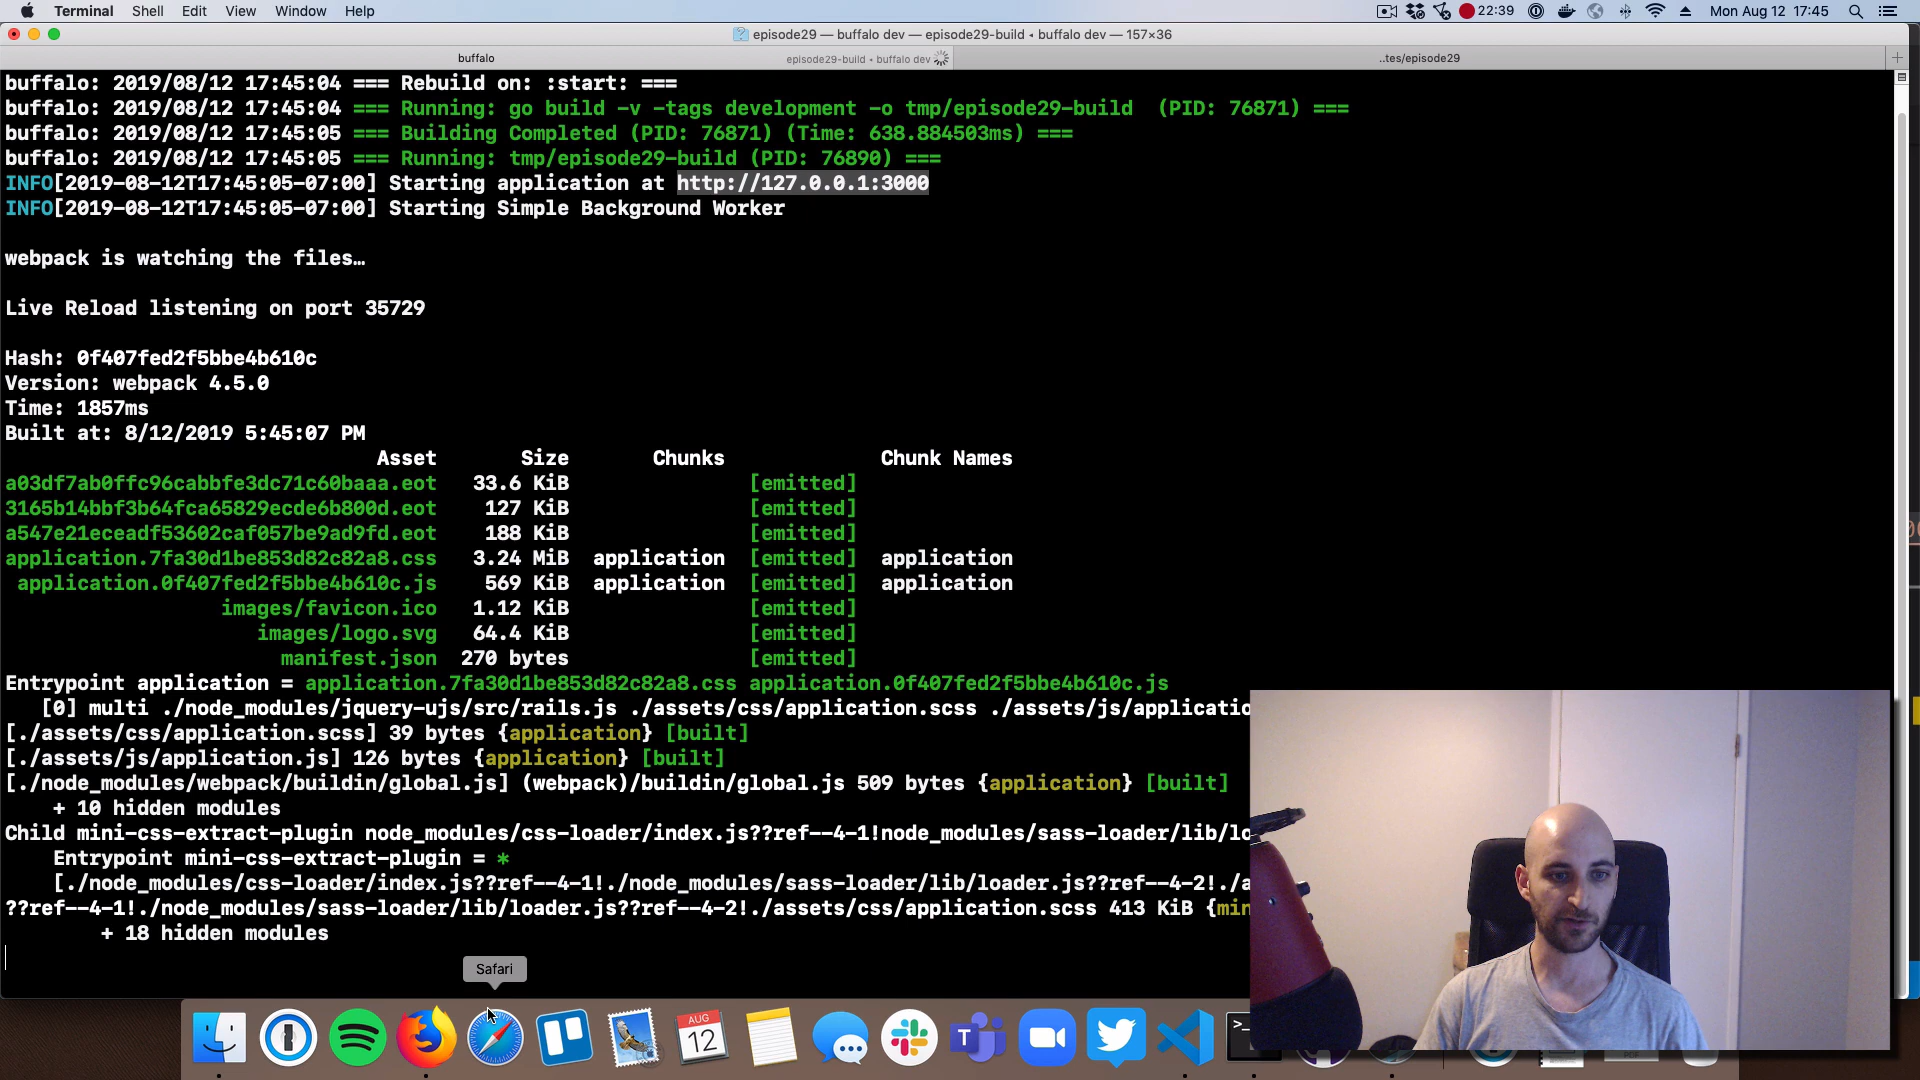 Terminal Shell Edit View Window Help 22:39 Mon Aug 12 17:45
episode29 — buffalo dev — episode29-build ◂ buffalo dev — 157×36
buffalo episode29-build ◂ buffalo dev ..tes/episode29
buffalo: 2019/08/12 17:45:04 === Rebuild on: :start: ===
buffalo: 2019/08/12 17:45:04 === Running: go build -v -tags development -o tmp/episode29-build (PID: 76871) ===
buffalo: 2019/08/12 17:45:05 === Building Completed (PID: 76871) (Time: 638.884503ms) ===
buffalo: 2019/08/12 17:45:05 === Running: tmp/episode29-build (PID: 76890) ===
INFO[2019-08-12T17:45:05-07:00] Starting application at http://127.0.0.1:3000
INFO[2019-08-12T17:45:05-07:00] Starting Simple Background Worker
webpack is watching the files…
Live Reload listening on port 35729
Hash: 0f407fed2f5bbe4b610c
Version: webpack 4.5.0
Time: 1857ms
Built at: 8/12/2019 5:45:07 PM
Asset Size Chunks Chunk Names
a03df7ab0ffc96cabbfe3dc71c60baaa.eot 33.6 KiB [emitted]
3165b14bbf3b64fca65829ecde6b800d.eot 127 KiB [emitted]
a547e21eceadf53602caf057be9ad9fd.eot 188 KiB [emitted]
application.7fa30d1be853d82c82a8.css 3.24 MiB application [emitted] application
application.0f407fed2f5bbe4b610c.js 569 KiB application [emitted] application
images/favicon.ico 1.12 KiB [emitted]
images/logo.svg 64.4 KiB [emitted]
manifest.json 270 bytes [emitted]
Entrypoint application = application.7fa30d1be853d82c82a8.css application.0f407fed2f5bbe4b610c.js
[0] multi ./node_modules/jquery-ujs/src/rails.js ./assets/css/application.scss ./assets/js/applicatio
[./assets/css/application.scss] 39 bytes {application} [built]
[./assets/js/application.js] 126 bytes {application} [built]
[./node_modules/webpack/buildin/global.js] (webpack)/buildin/global.js 509 bytes {application} [built]
+ 10 hidden modules
Child mini-css-extract-plugin node_modules/css-loader/index.js??ref--4-1!node_modules/sass-loader/lib/lo
Entrypoint mini-css-extract-plugin = *
[./node_modules/css-loader/index.js??ref--4-1!./node_modules/sass-loader/lib/loader.js??ref--4-2!./a
??ref--4-1!./node_modules/sass-loader/lib/loader.js??ref--4-2!./assets/css/application.scss 413 KiB {min
+ 18 hidden modules
Safari
AUG
12